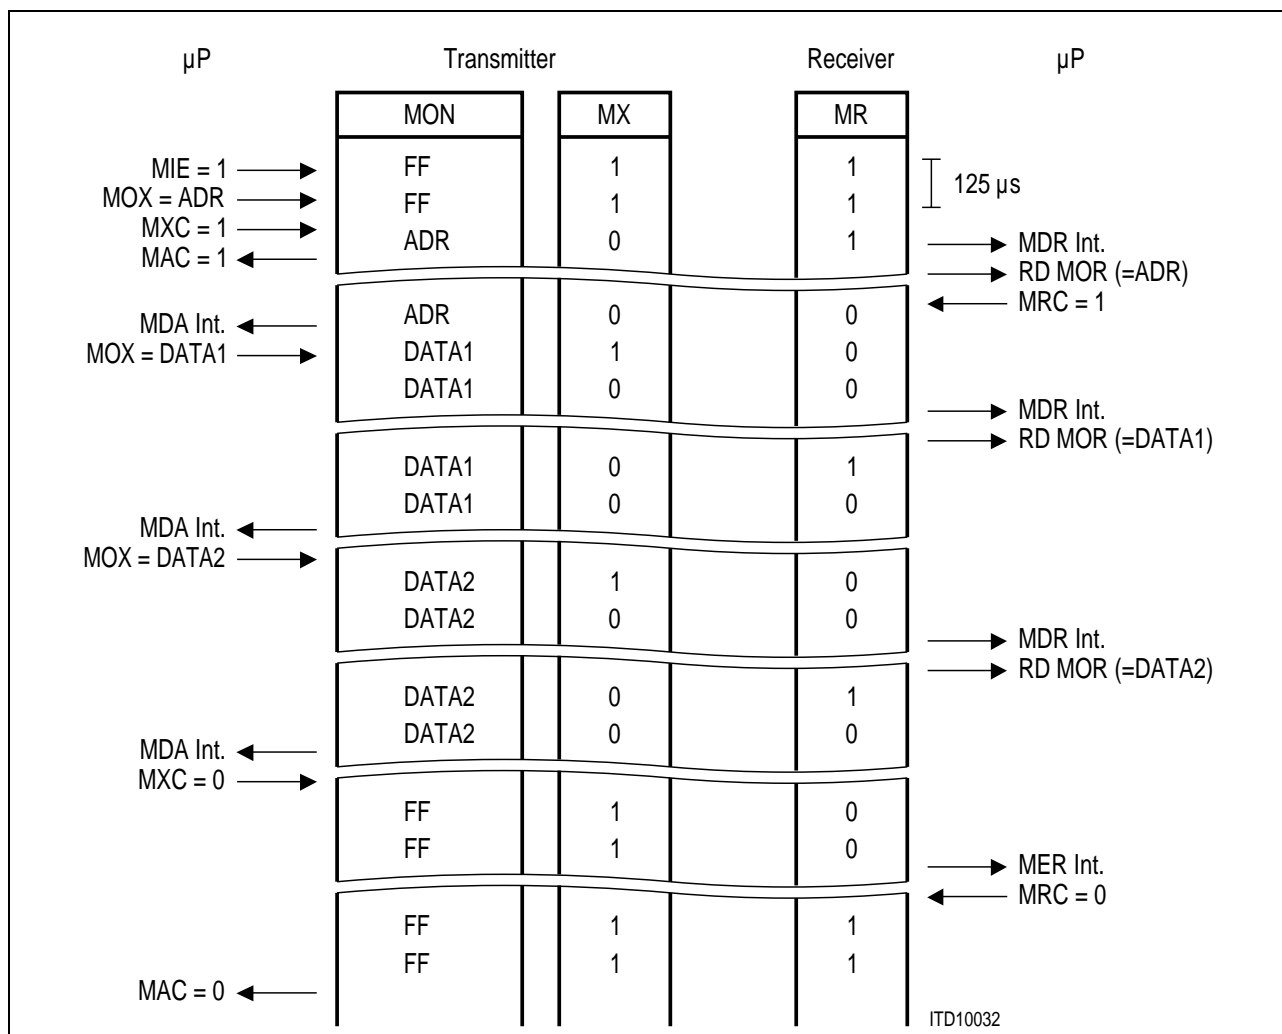 µP Transmitter Receiver µP
MON MX MR
MIE = 1 FF 1 1
125 µs
MOX = ADR FF 1 1
MXC = 1
ADR 0 1 MDR Int.
MAC = 1
RD MOR (=ADR)
MRC = 1
ADR 0 0
MDA Int.
MOX = DATA1 DATA1 1 0
DATA1 0 0
MDR Int.
RD MOR (=DATA1)
DATA1 0 1
DATA1 0 0
MDA Int.
MOX = DATA2
DATA2 1 0
DATA2 0 0
MDR Int.
RD MOR (=DATA2)
DATA2 0 1
DATA2 0 0
MDA Int.
MXC = 0
FF 1 0
FF 1 0
MER Int.
MRC = 0
FF 1 1
FF 1 1
MAC = 0
ITD10032